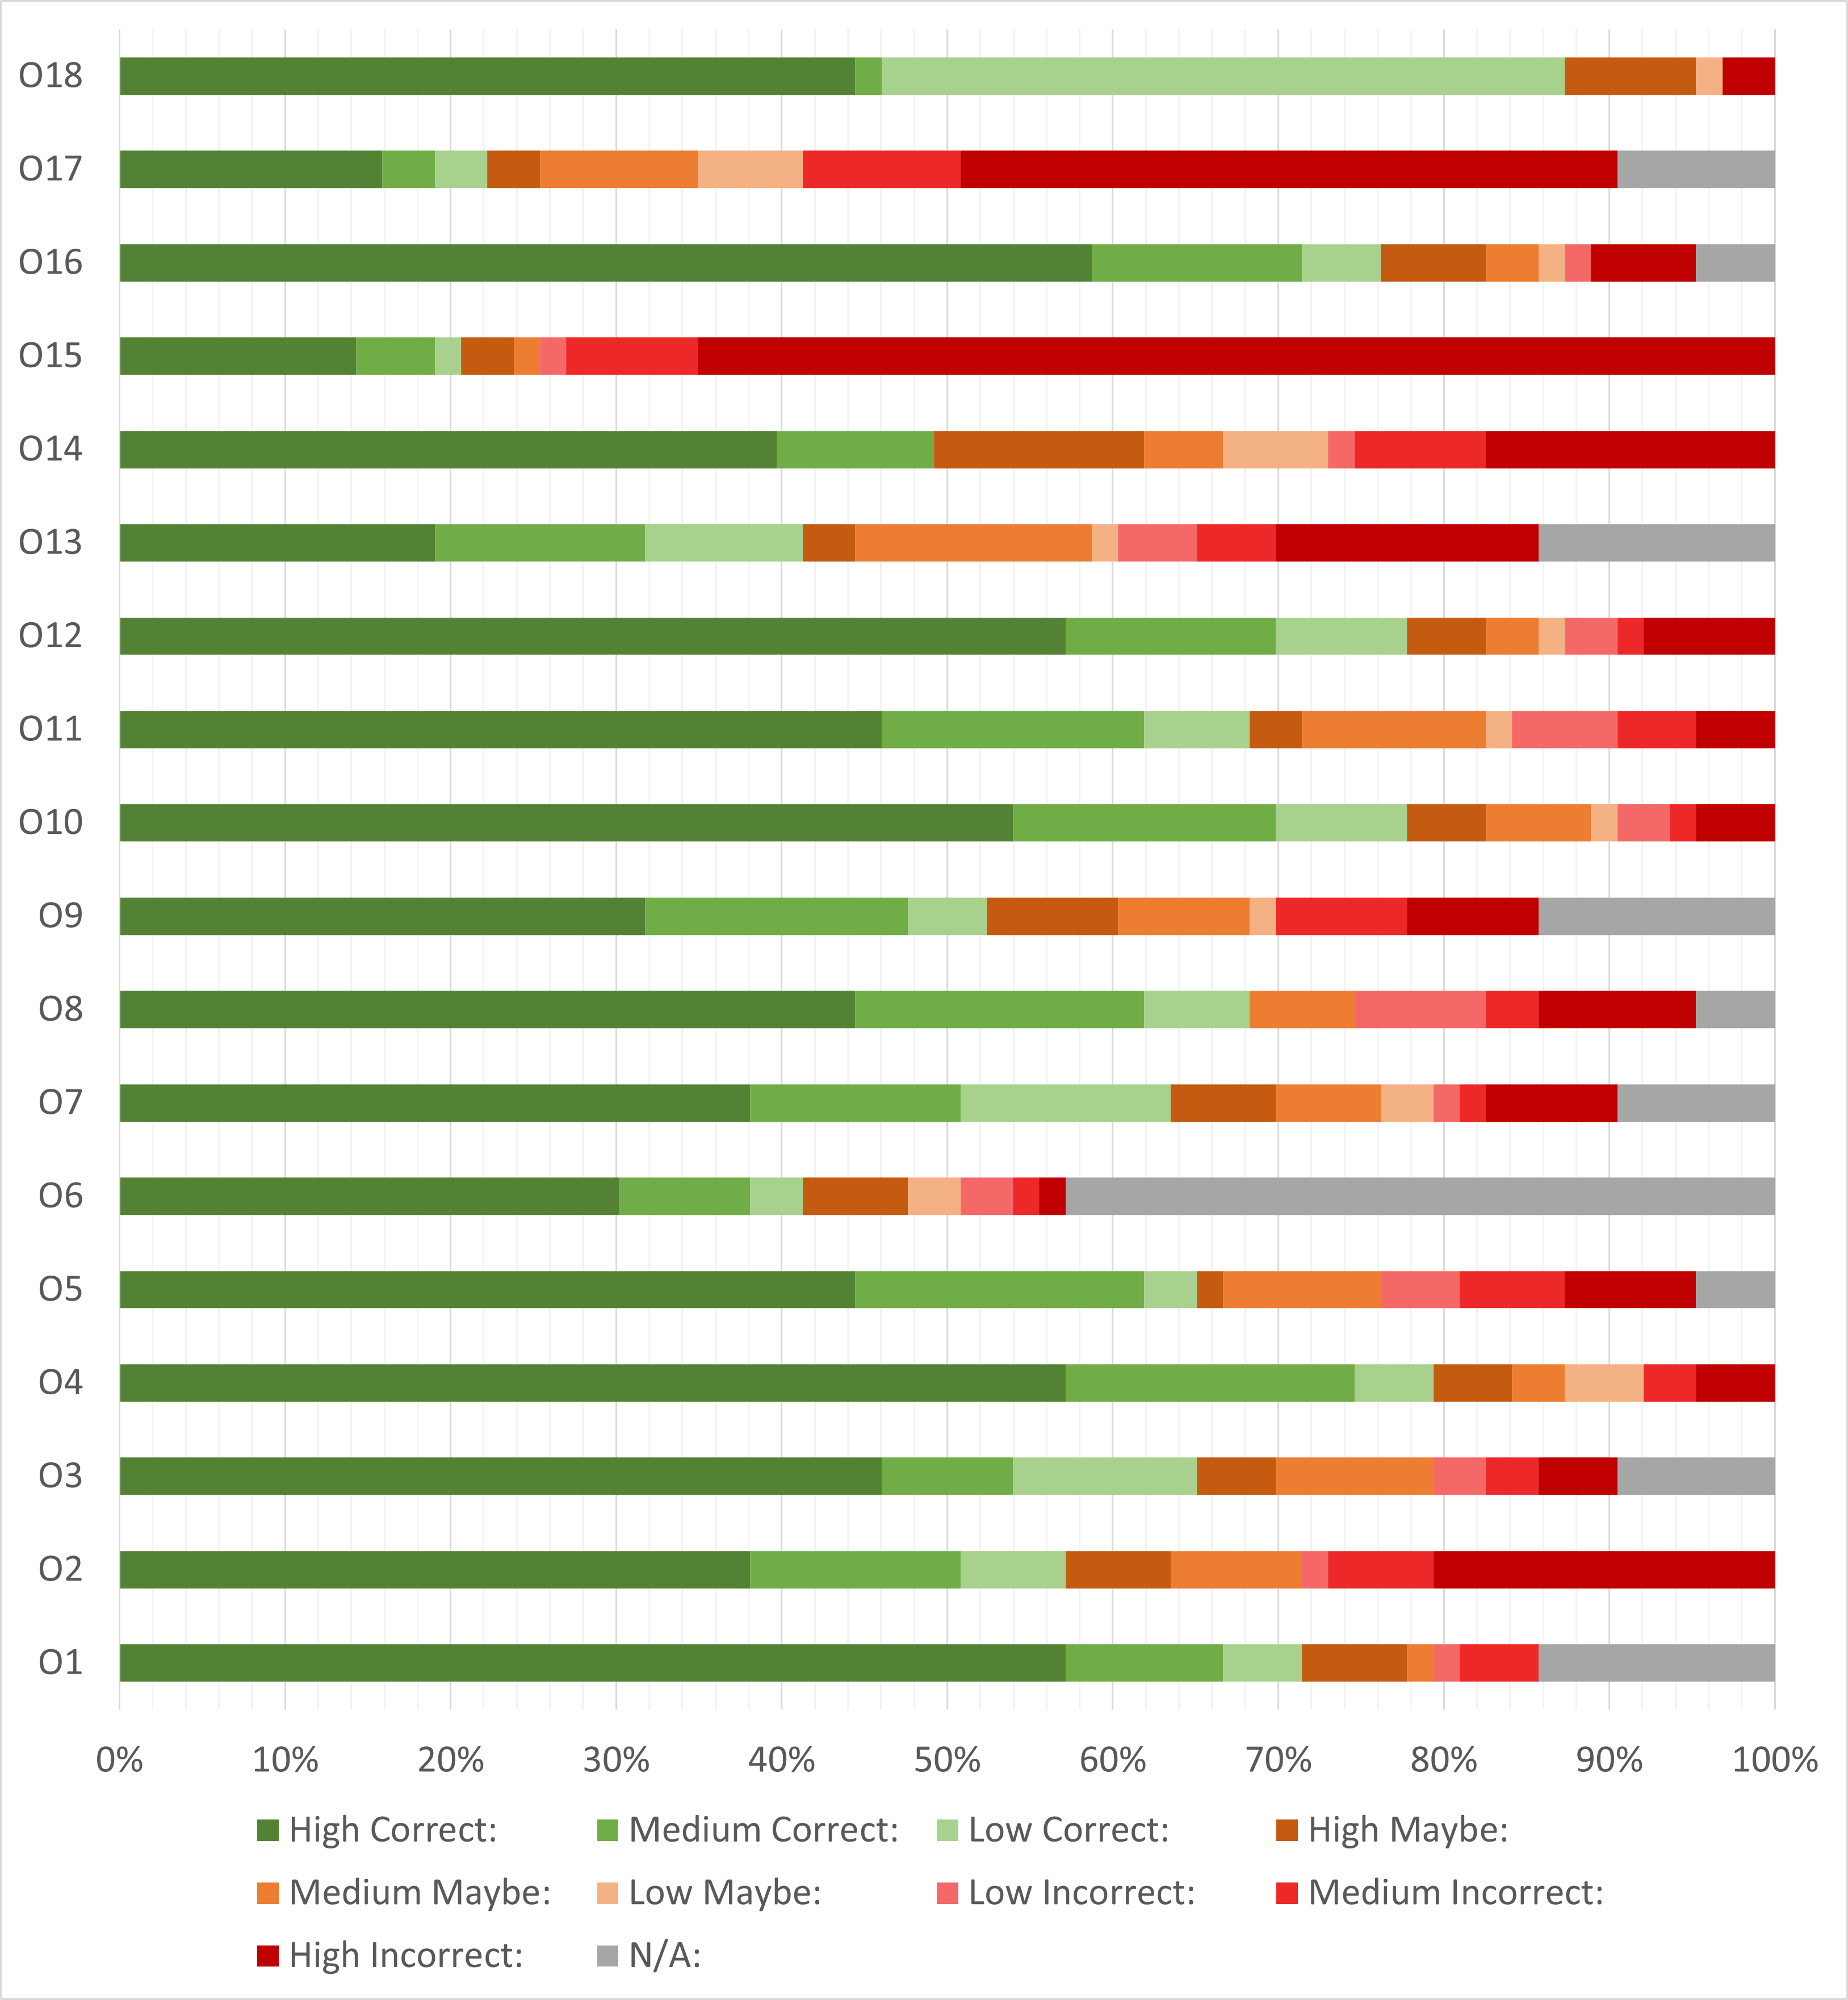 O18
O17
O16
O15
O14
O13
O12
O11
O10
O9
O8
O7
O6
O5
O4
O3
O2
O1
0% 10% 20% 30% 40% 50% 60% 70% 80% 90% 100%
High Correct: Medium Correct: Low Correct: High Maybe:
Medium Maybe: Low Maybe: Low Incorrect: Medium Incorrect:
High Incorrect: N/A: